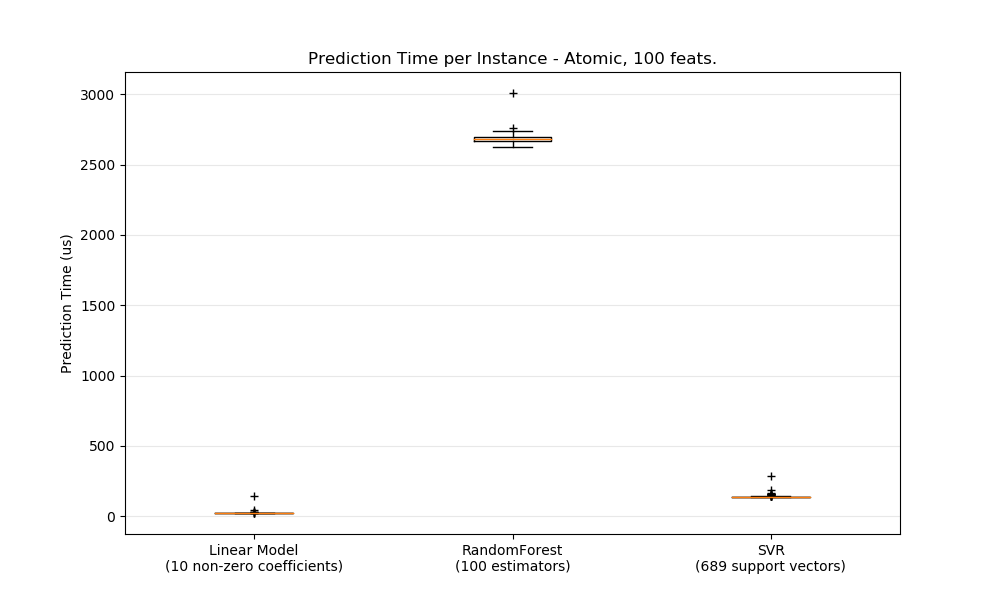 Prediction Time per Instance - Atomic, 100 feats.
Prediction Time (us)
3000
2500
2000
1500
1000
500
0
Linear Model
(10 non-zero coefficients)
RandomForest
(100 estimators)
SVR
(689 support vectors)